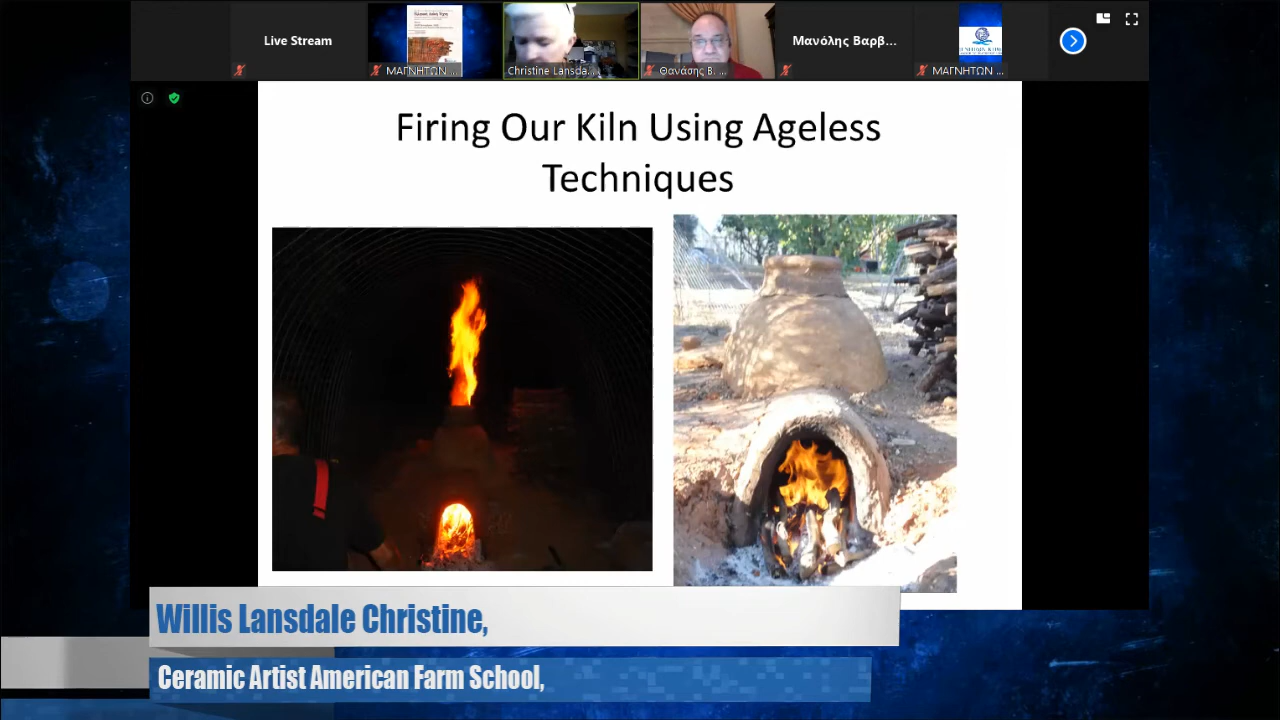 Live Stream
ΜΑΓΝΗΤΩΝ ...
Christine Lansda...
Θανάσης Β. ...
Μανόλης Βαρβ...
ΜΑΓΝΗΤΩΝ ...
Firing Our Kiln Using Ageless
Techniques
Willis Lansdale Christine,
Ceramic Artist American Farm School,